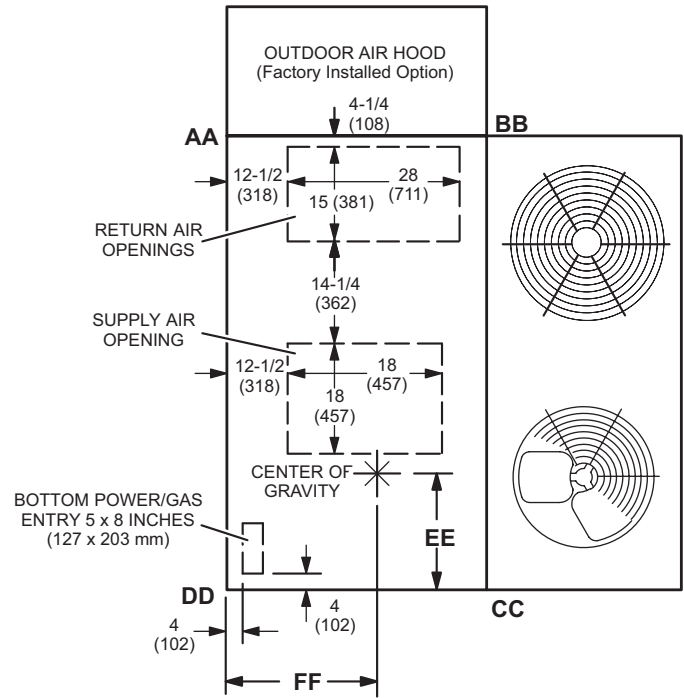 OUTDOOR AIR HOOD
(Factory Installed Option)
4-1/4
(108)
AA
BB
12-1/2
(318)
28
(711)
15 (381)
RETURN AIR
OPENINGS
14-1/4
(362)
SUPPLY AIR
OPENING
12-1/2
(318)
18
(457)
18
(457)
CENTER OF
GRAVITY
BOTTOM POWER/GAS
ENTRY 5 x 8 INCHES
(127 x 203 mm)
EE
DD
CC
4
(102)
4
(102)
FF